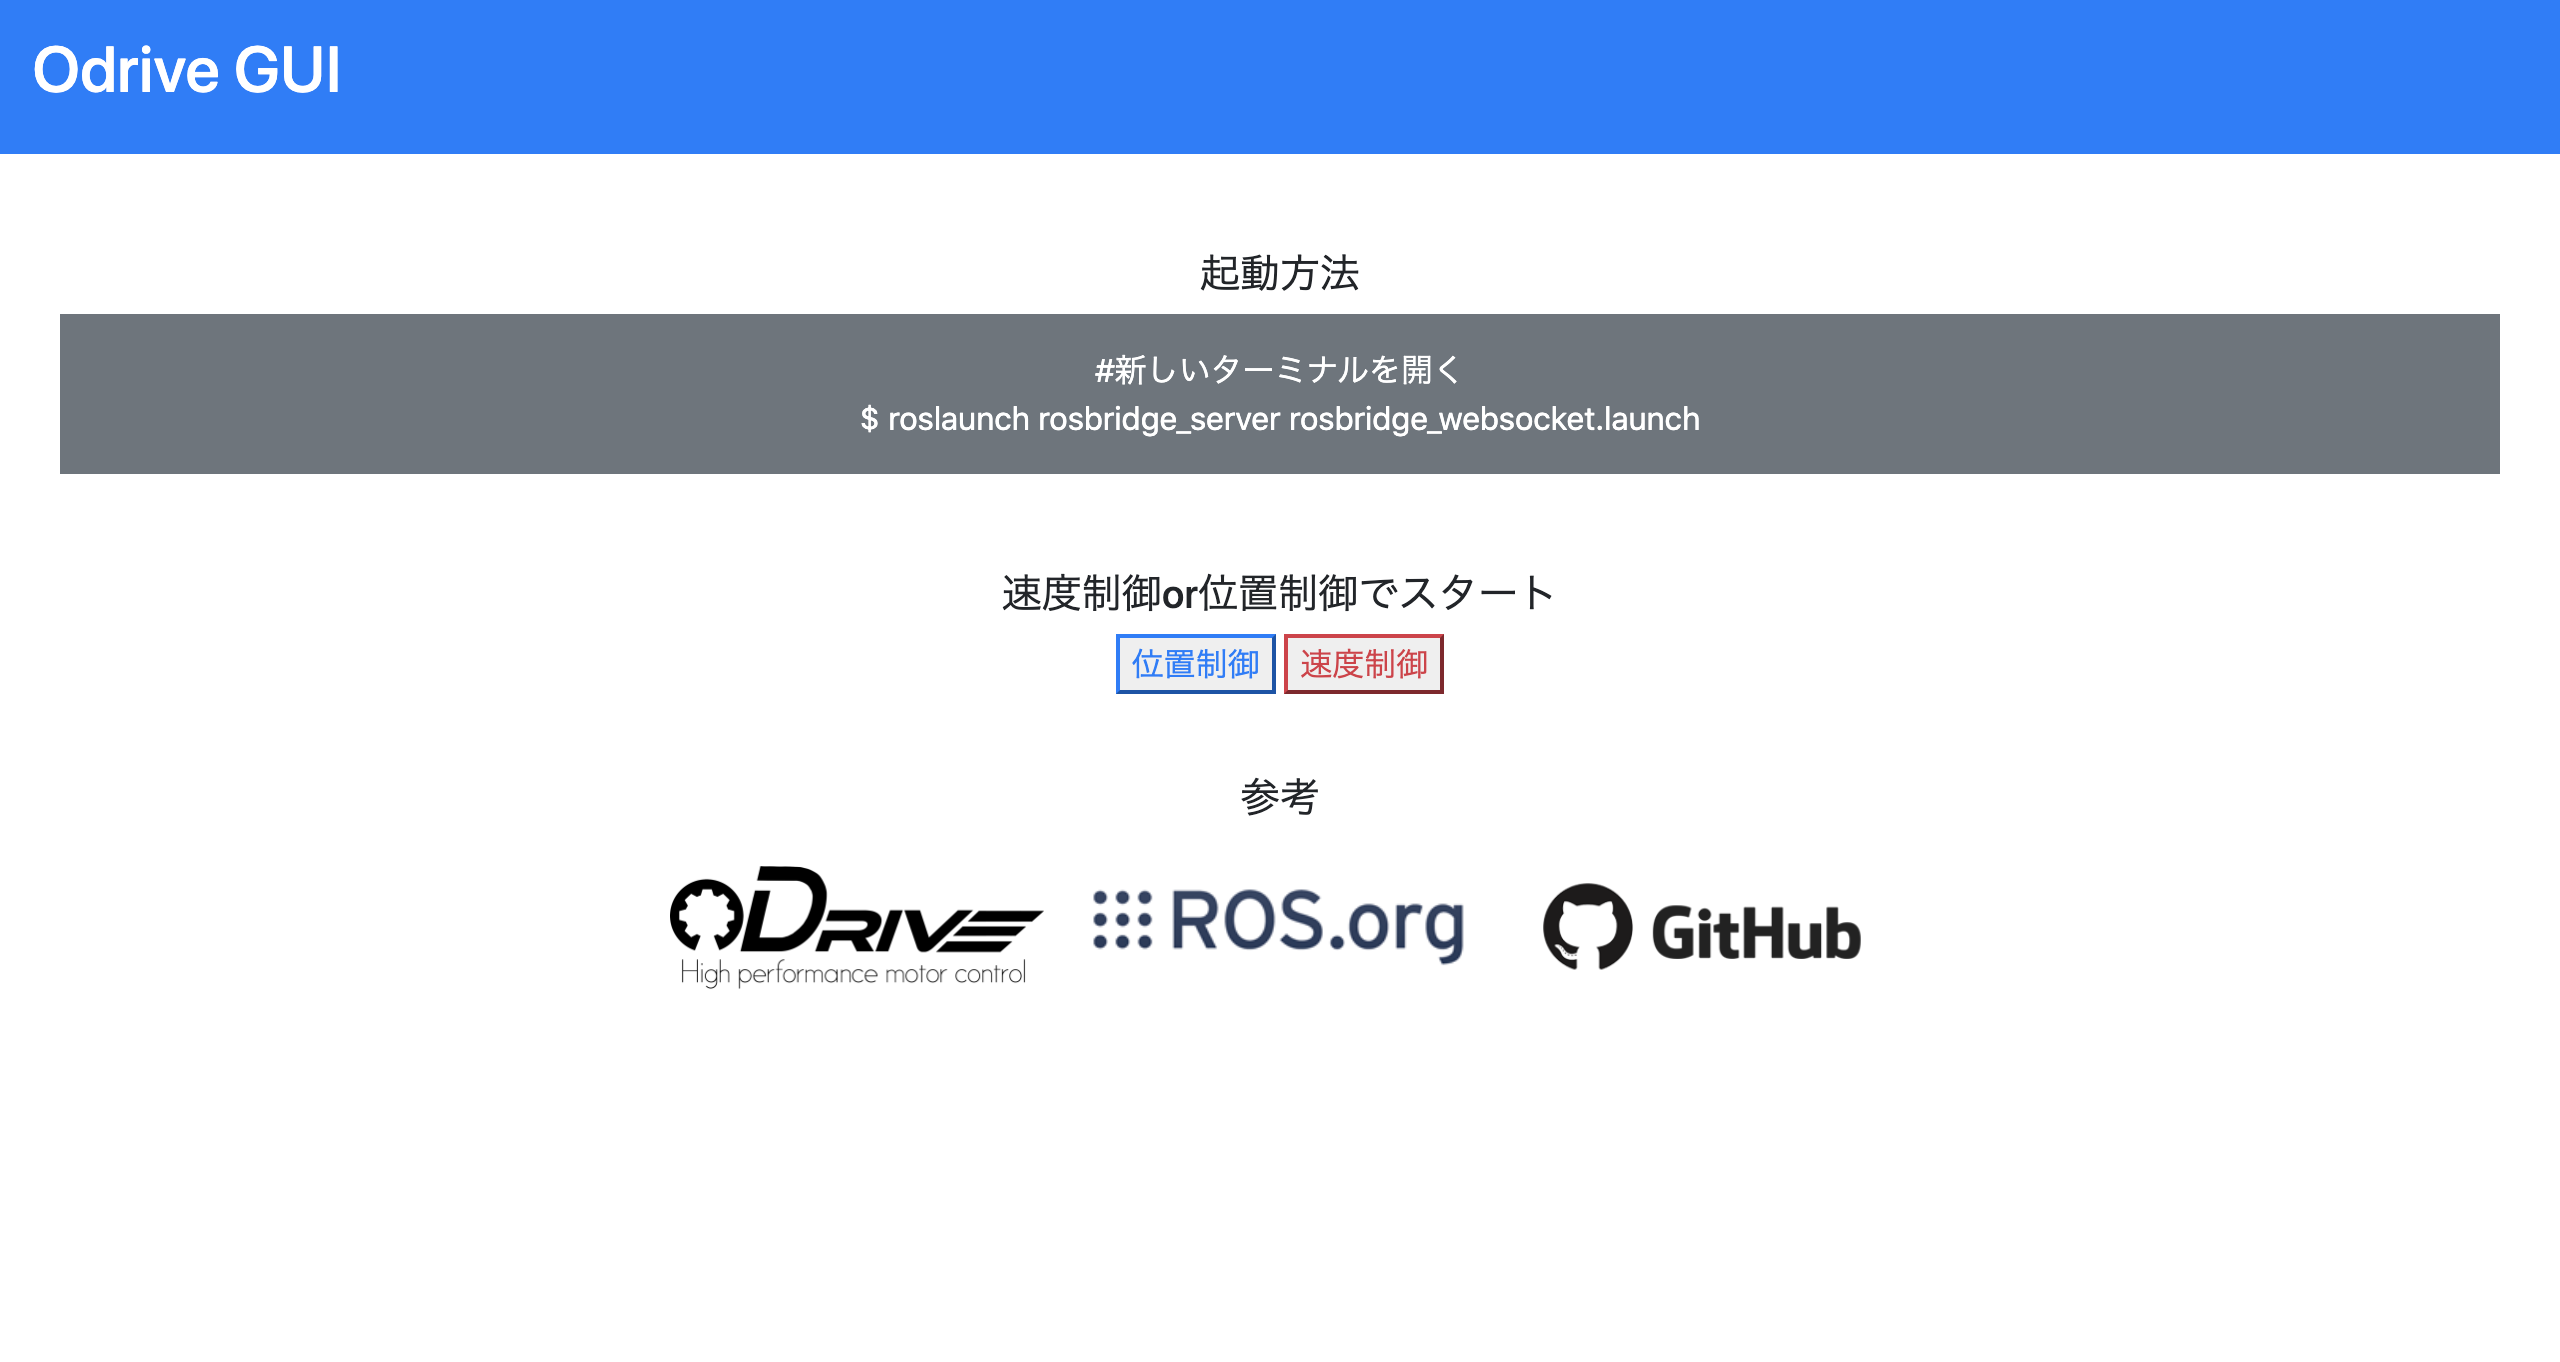 Odrive GUI
起動方法
#新しいターミナルを開く
$ roslaunch rosbridge_server rosbridge_websocket.launch
速度制御or位置制御でスタート
位置制御 速度制御
参考
ODRIVE
High performance motor control
ROS.org
GitHub